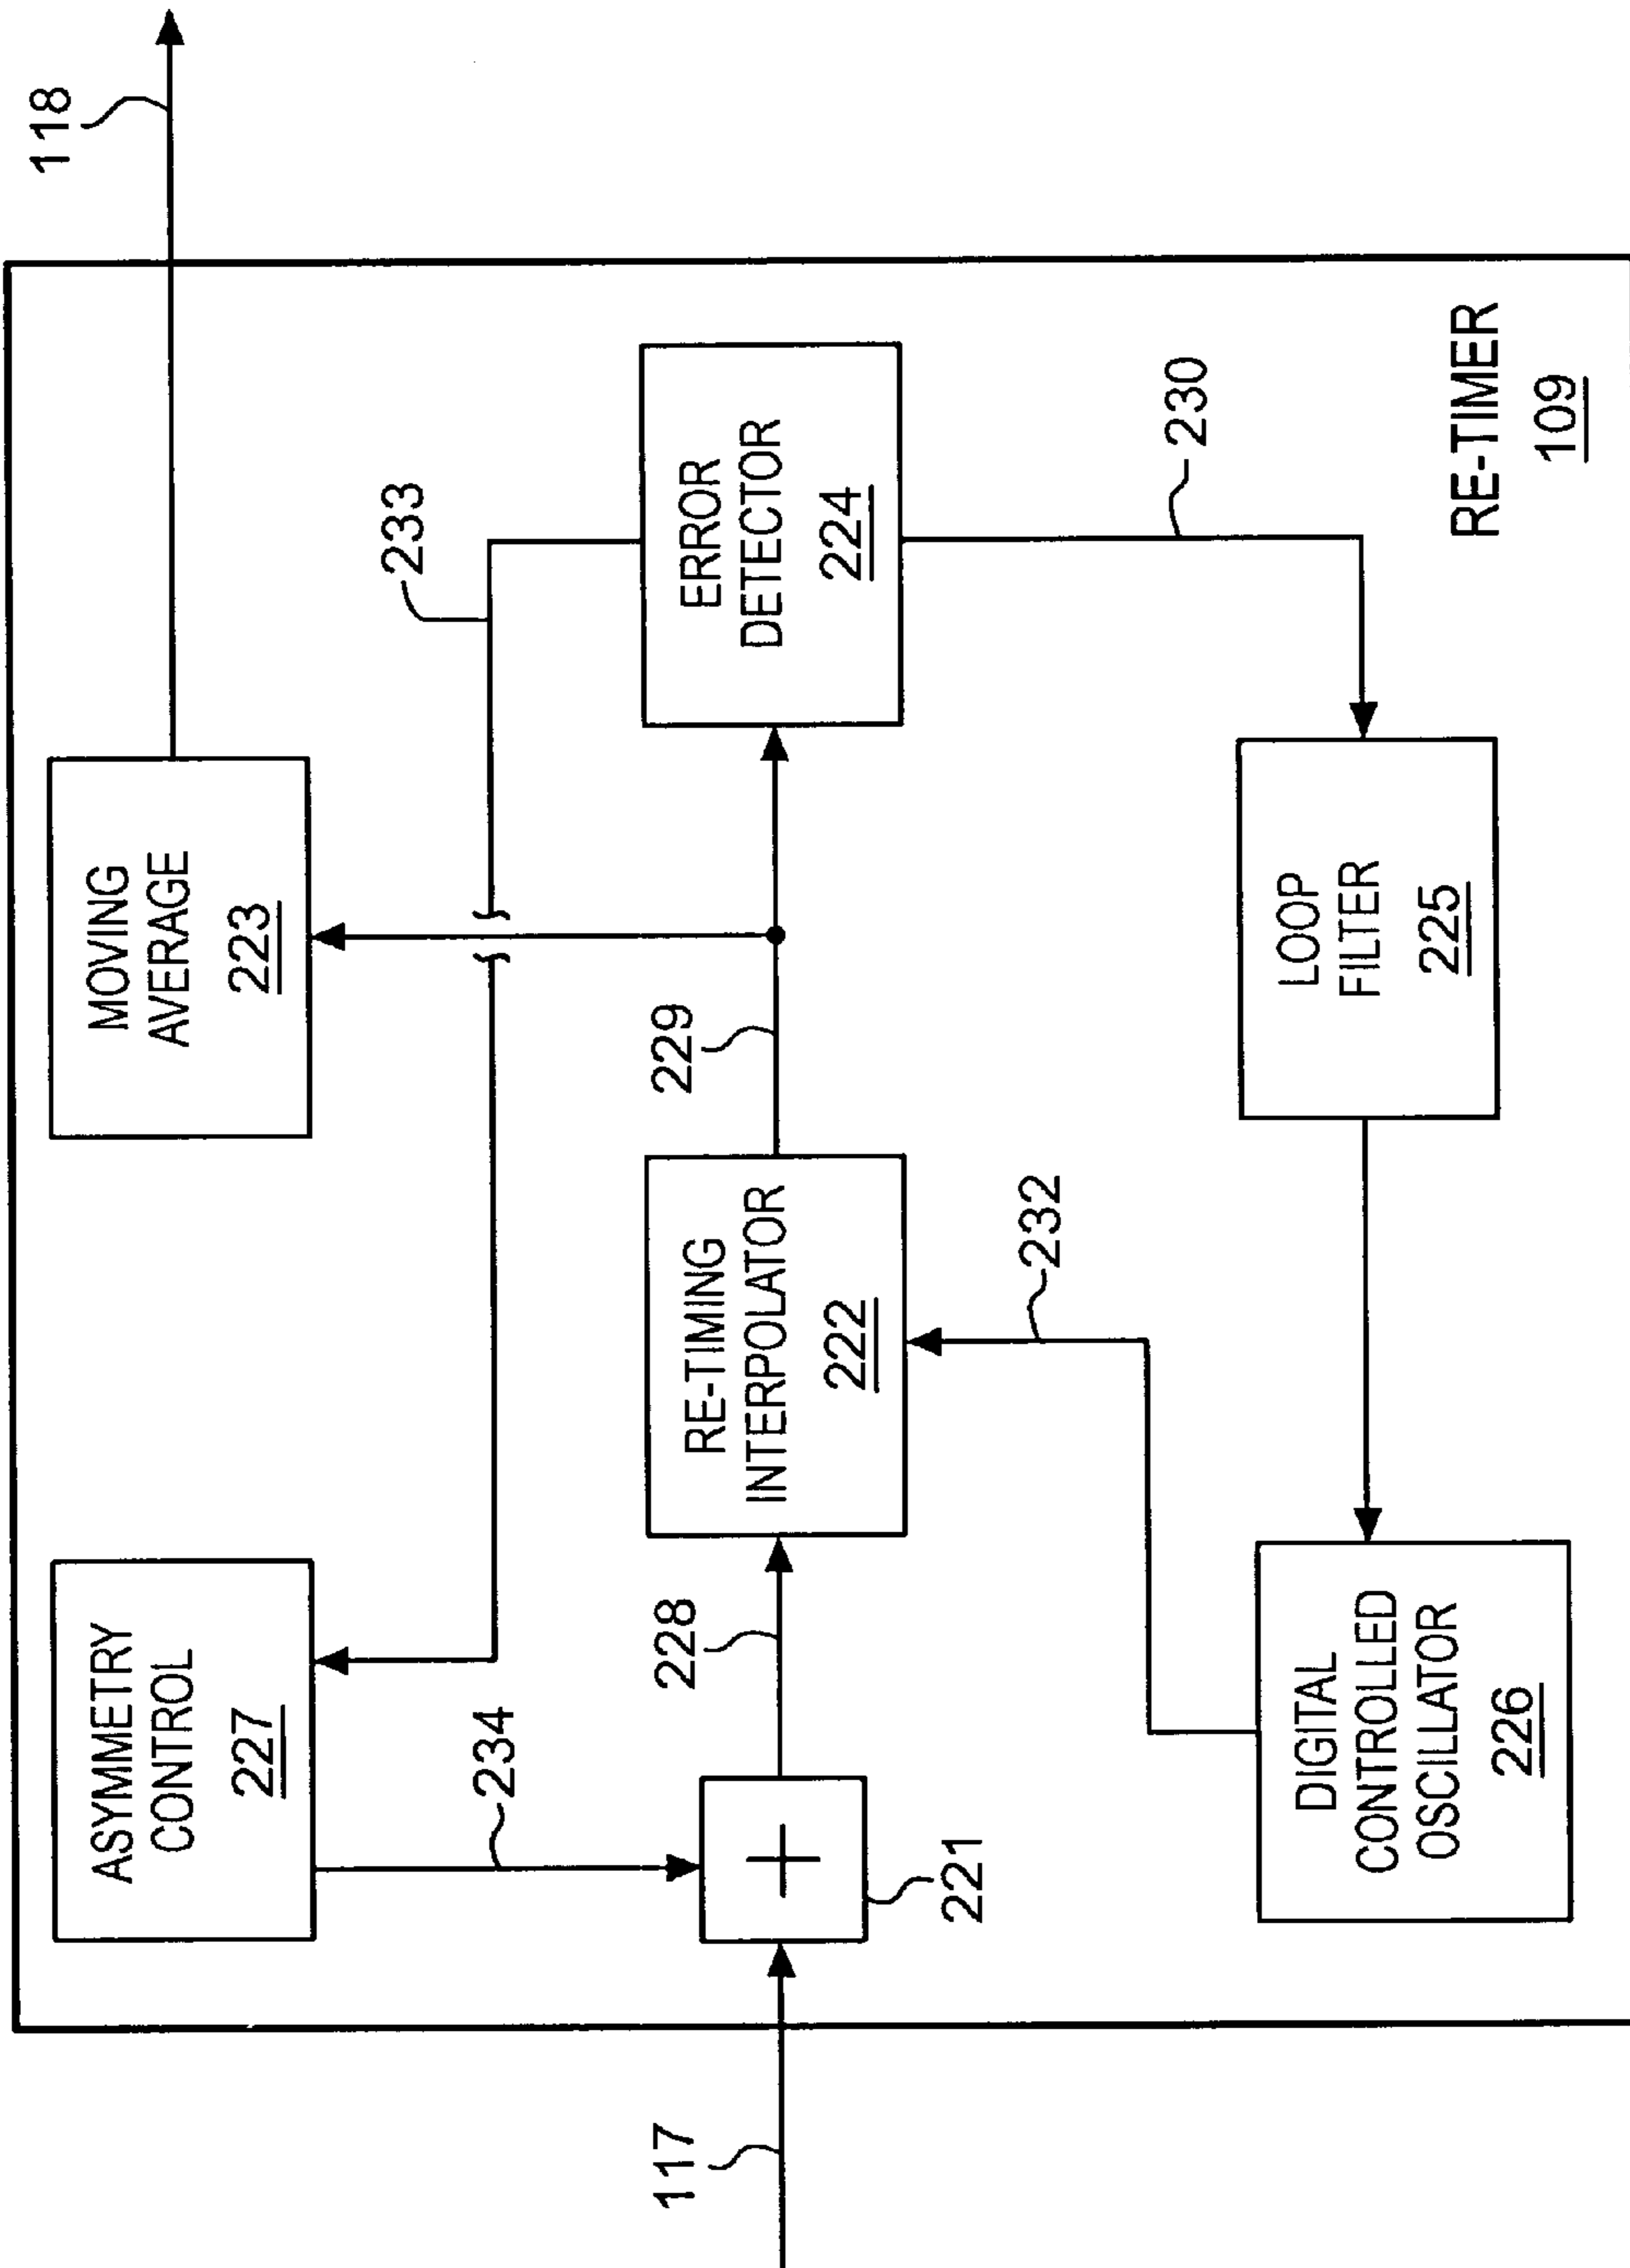 118
MOVING
AVERAGE
223
ASYMMETRY
CONTROL
227
233
234
117
228
RE-TIMING
INTERPOLATOR
222
229
ERROR
DETECTOR
224
+
221
232
230
DIGITAL
CONTROLLED
OSCILLATOR
226
LOOP
FILTER
225
RE-TIMER
109